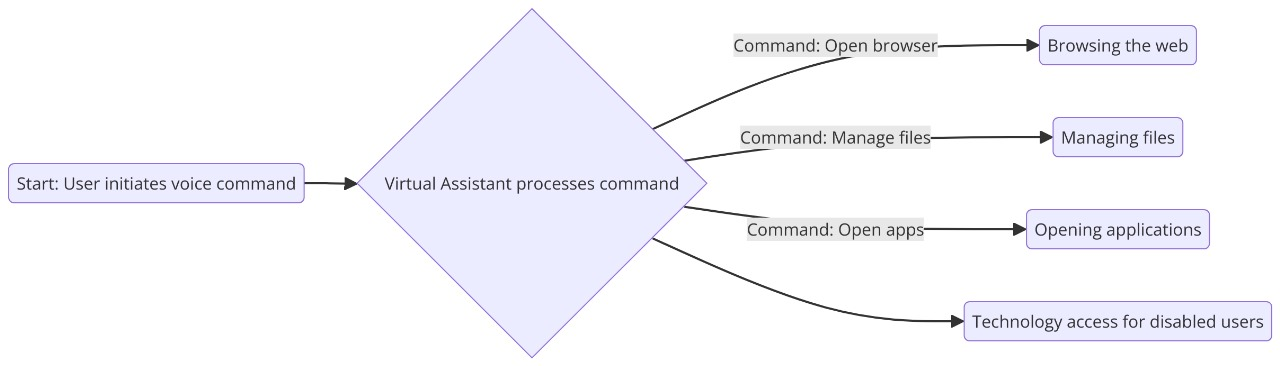 Start: User initiates voice command
Virtual Assistant processes command
Command: Open browser
Browsing the web
Command: Manage files
Managing files
Command: Open apps
Opening applications
Technology access for disabled users